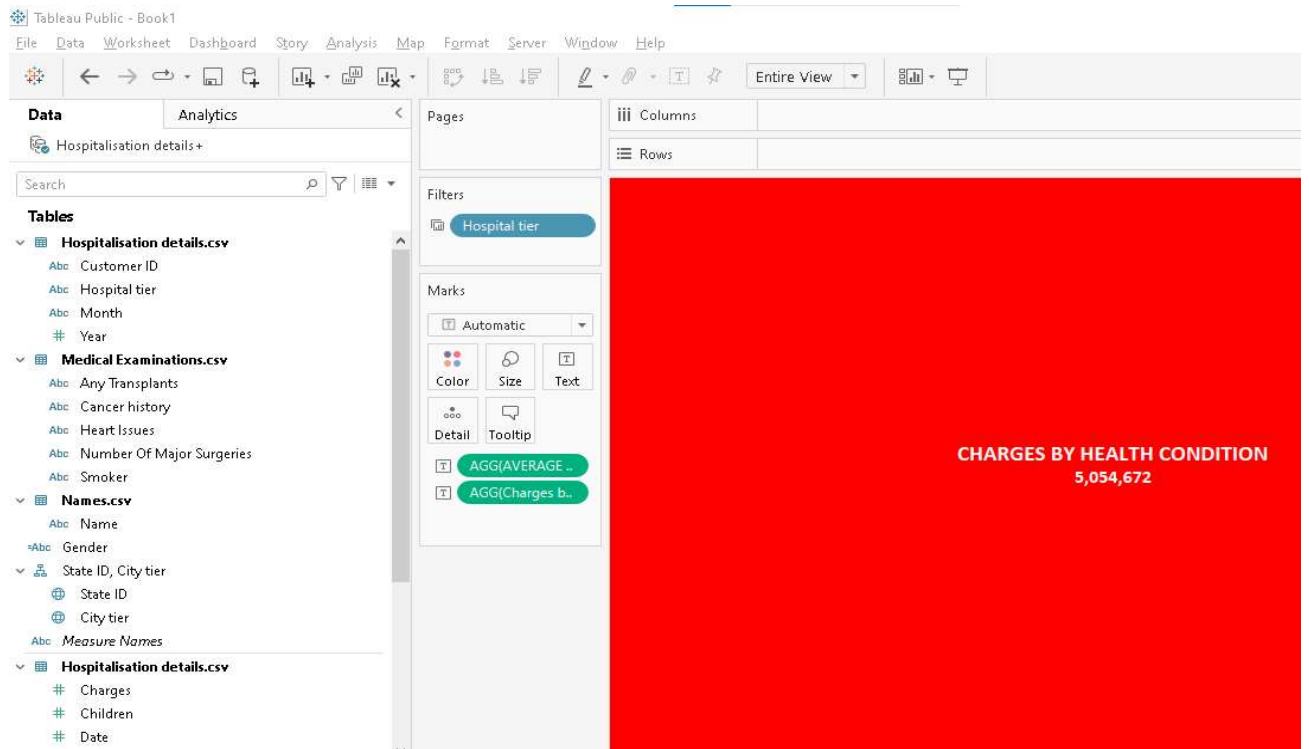 Tableau Public - Book1
File Data Worksheet Dashboard Story Analysis Map Format Server Window Help
Entire View
Data Analytics
Hospitalisation details+
Search
Tables
Hospitalisation details.csv
Abc Customer ID
Abc Hospital tier
Abc Month
# Year
Medical Examinations.csv
Abc Any Transplants
Abc Cancer history
Abc Heart Issues
Abc Number Of Major Surgeries
Abc Smoker
Names.csv
Abc Name
=Abc Gender
State ID, City tier
State ID
City tier
Abc Measure Names
Hospitalisation details.csv
# Charges
# Children
# Date
Pages
Filters
Hospital tier
Marks
T Automatic
Color Size Text
Detail Tooltip
T AGG(AVERAGE ..
T AGG(Charges b..
iii Columns
Rows
CHARGES BY HEALTH CONDITION
5,054,672